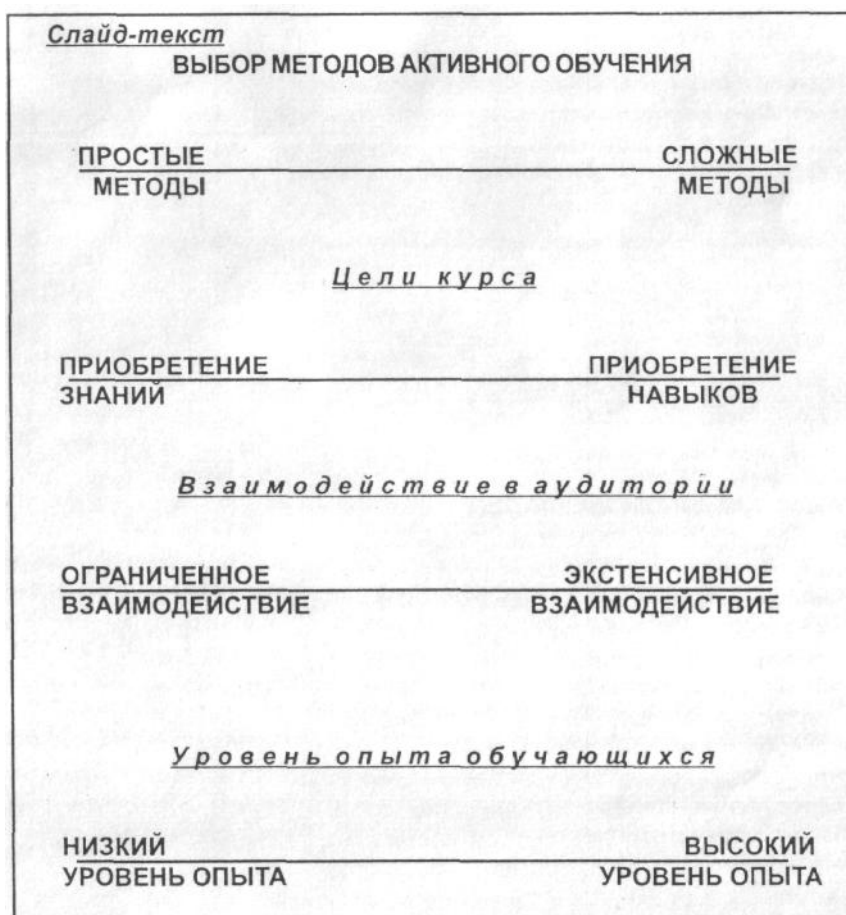 Слайд-текст
ВЫБОР МЕТОДОВ АКТИВНОГО ОБУЧЕНИЯ
ПРОСТЫЕ СЛОЖНЫЕ
МЕТОДЫ МЕТОДЫ
Цели курса
ПРИОБРЕТЕНИЕ ПРИОБРЕТЕНИЕ
ЗНАНИЙ НАВЫКОВ
Взаимодействие в аудитории
ОГРАНИЧЕННОЕ ЭКСТЕНСИВНОЕ
ВЗАИМОДЕЙСТВИЕ ВЗАИМОДЕЙСТВИЕ
Уровень опыта обучающихся
НИЗКИЙ ВЫСОКИЙ
УРОВЕНЬ ОПЫТА УРОВЕНЬ ОПЫТА